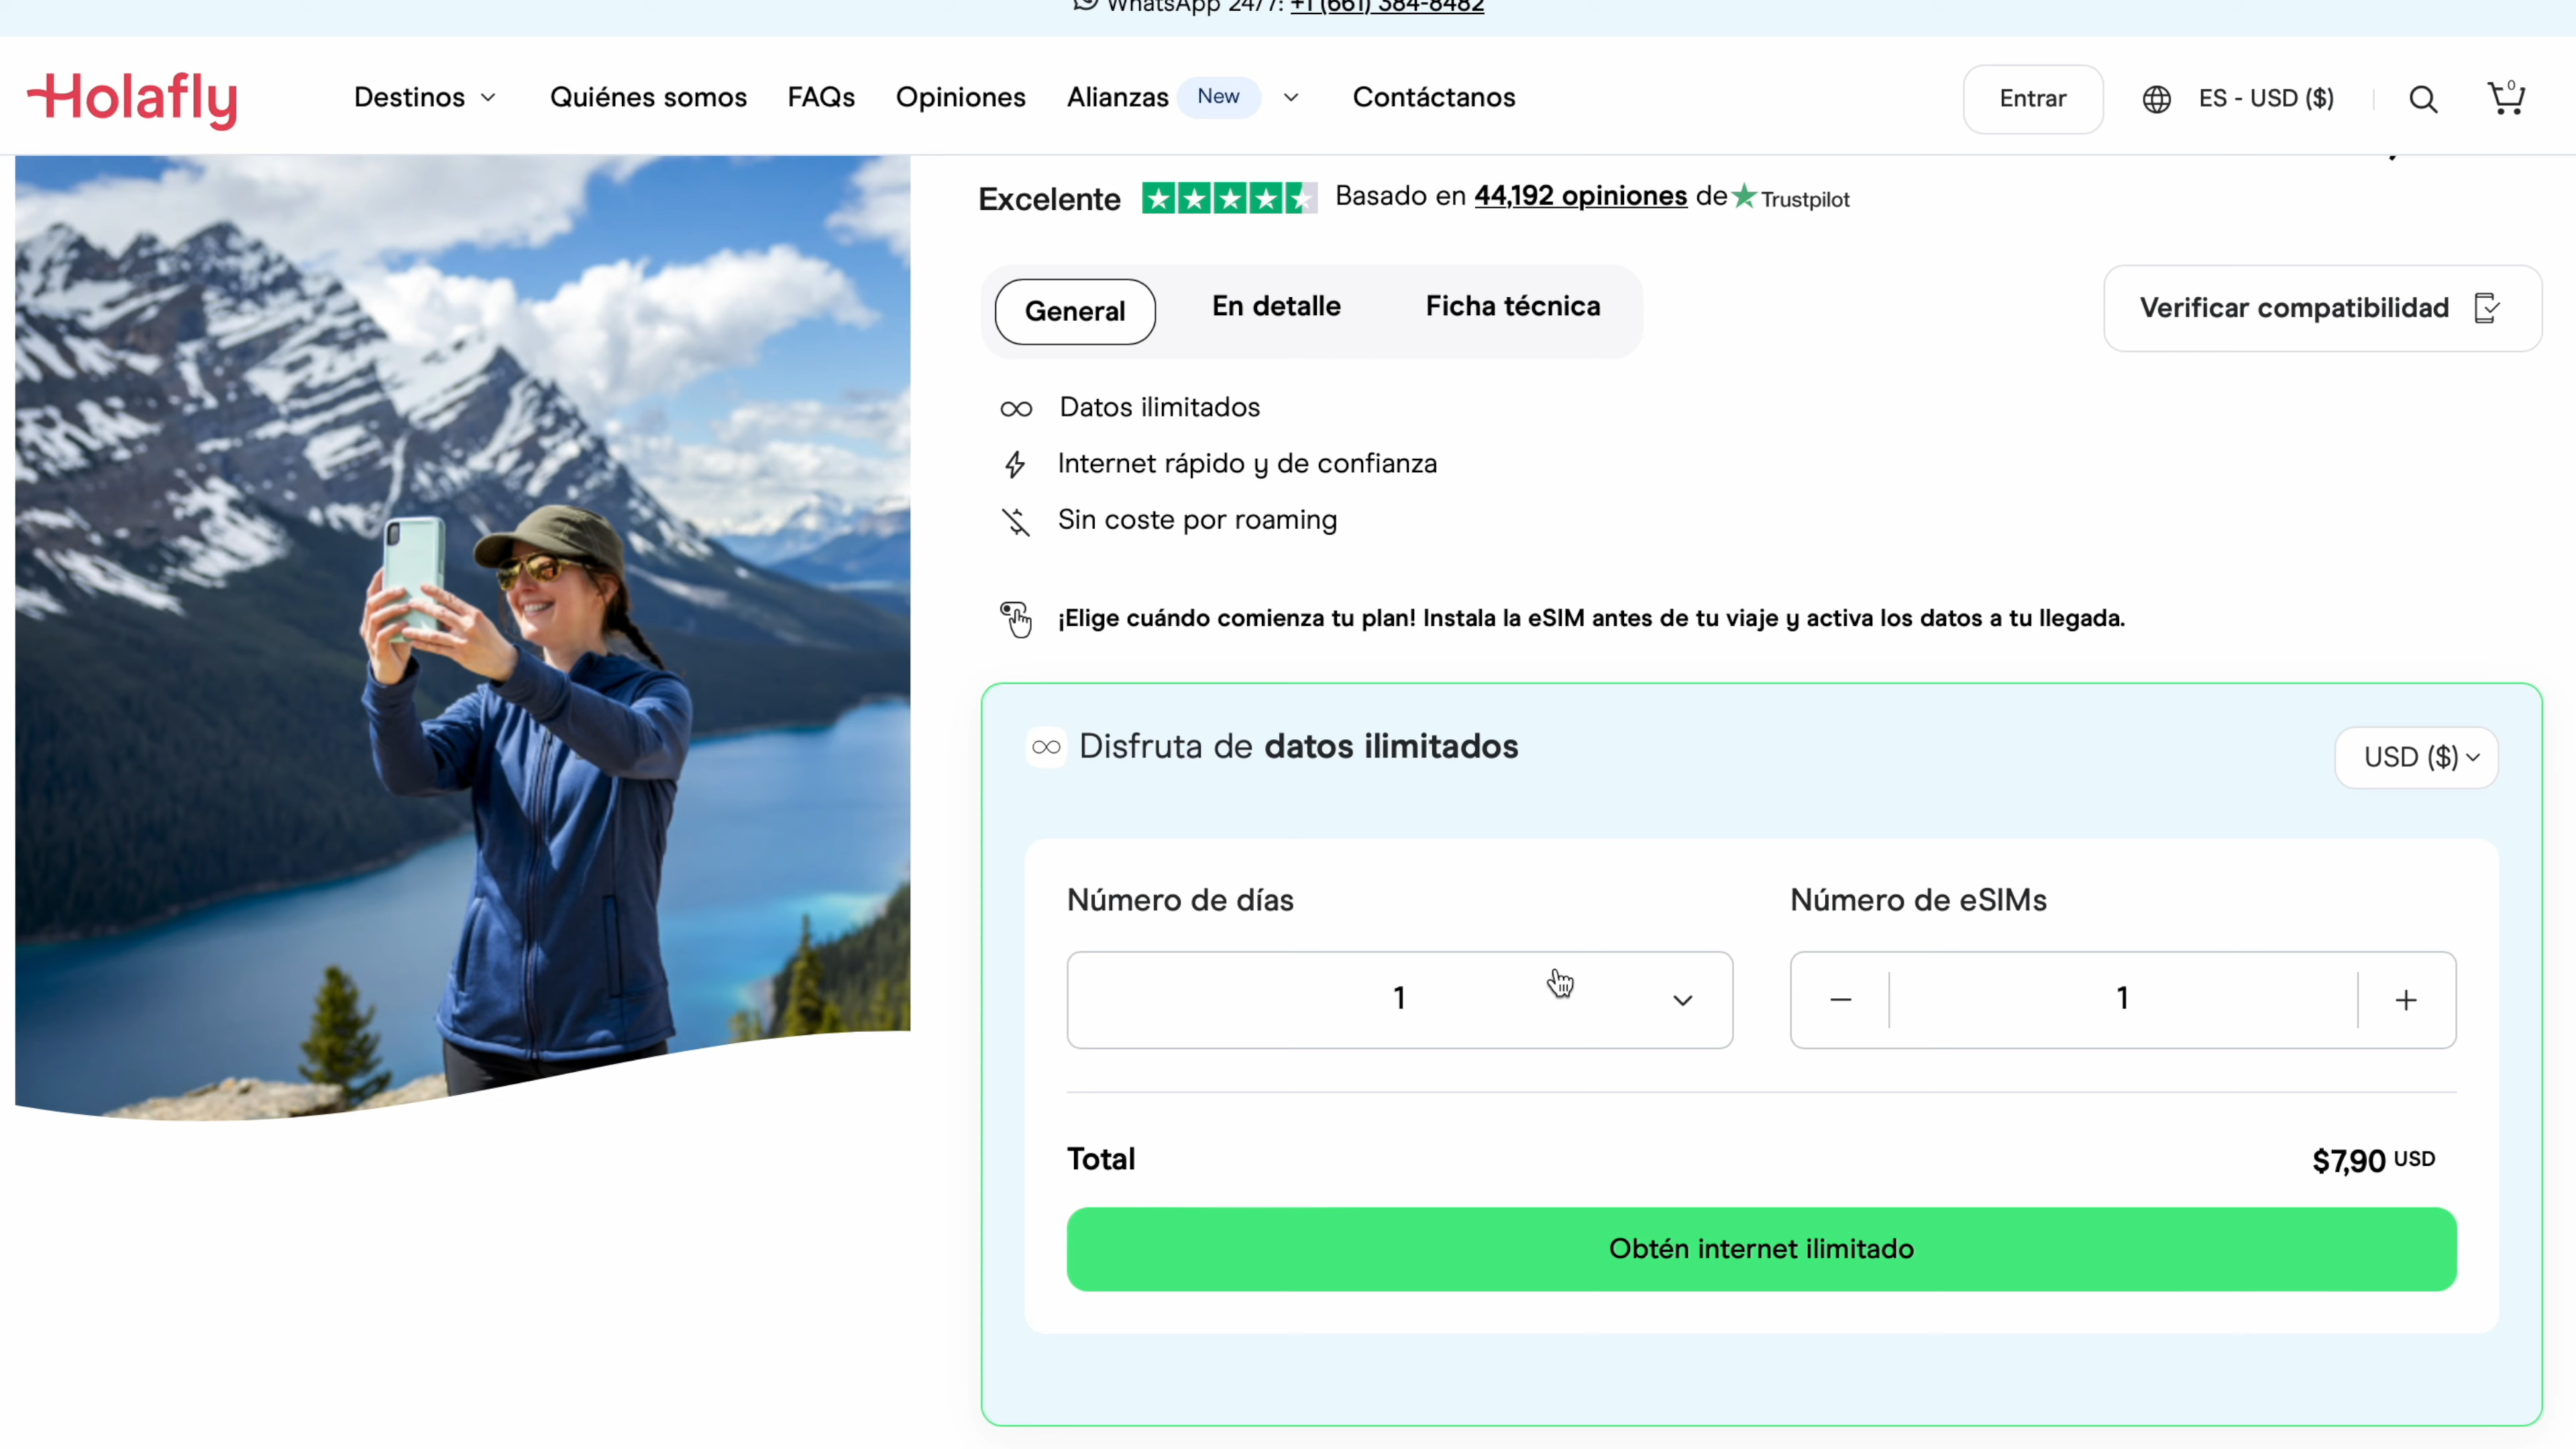 WhatsApp 24/7: +1 (661) 384-8482
Holafly
Destinos
Quiénes somos
FAQs
Opiniones
Alianzas New
Contáctanos
Entrar
ES - USD ($)
0
Excelente
Basado en 44,192 opiniones de Trustpilot
General
En detalle
Ficha técnica
Verificar compatibilidad
Datos ilimitados
Internet rápido y de confianza
Sin coste por roaming
¡Elige cuándo comienza tu plan! Instala la eSIM antes de tu viaje y activa los datos a tu llegada.
Disfruta de datos ilimitados
USD ($)
Número de días
Número de eSIMs
1
− 1 +
Total
$7,90 USD
Obtén internet ilimitado